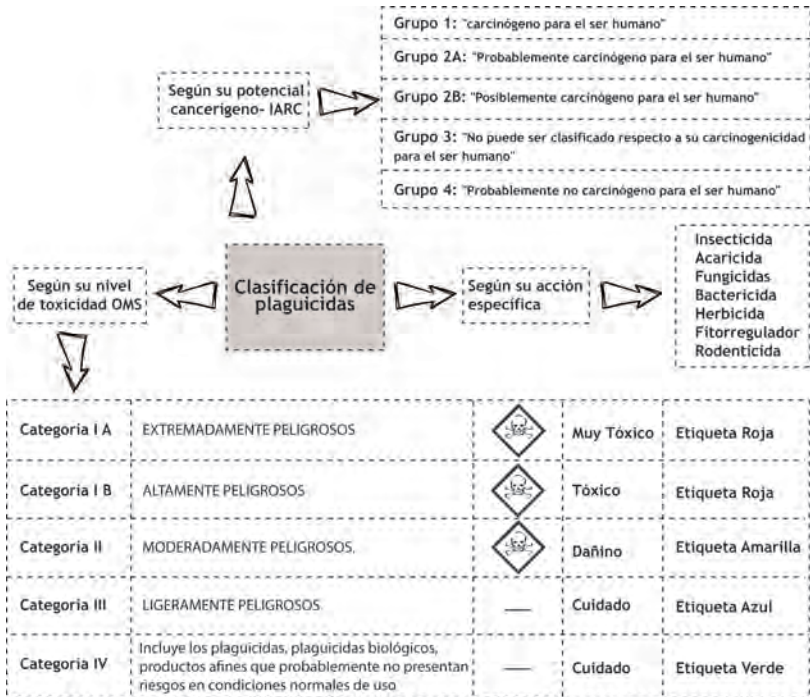 Grupo 1: "carcinógeno para el ser humano"
Grupo 2A: "Probablemente carcinógeno para el ser humano"
Grupo 2B: "Posiblemente carcinógeno para el ser humano"
Grupo 3: "No puede ser clasificado respecto a su carcinogenicidad
para el ser humano"
Grupo 4: "Probablemente no carcinógeno para el ser humano"
Según su potencial
cancerígeno- IARC
Según su nivel
de toxicidad OMS
Clasificación de
plaguicidas
Según su acción
específica
Insecticida
Acaricida
Fungicidas
Bactericida
Herbicida
Fitorregulador
Rodenticida
Categoría I A EXTREMADAMENTE PELIGROSOS Muy Tóxico Etiqueta Roja
Categoría I B ALTAMENTE PELIGROSOS Tóxico Etiqueta Roja
Categoría II MODERADAMENTE PELIGROSOS. Dañino Etiqueta Amarilla
Categoría III LIGERAMENTE PELIGROSOS — Cuidado Etiqueta Azul
Categoría IV Incluye los plaguicidas, plaguicidas biológicos,
productos afines que probablemente no presentan
riesgos en condiciones normales de uso — Cuidado Etiqueta Verde